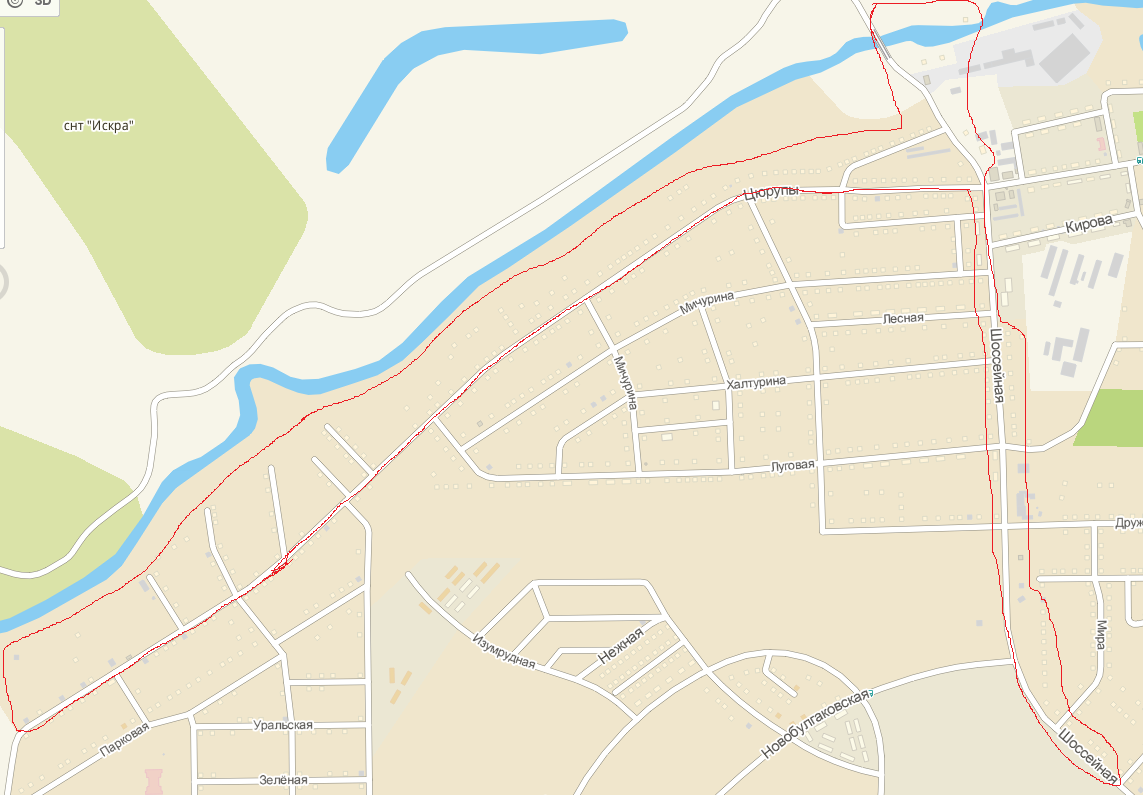 3D
снт "Искра"
Цюрупы
Кирова
Мичурина
Лесная
Шоссейная
Мичурина
Халтурина
Луговая
Друж
Мира
Изумрудная
Нежная
Новобулгаковская
Уральская
Парковая
Шоссейная
Зелёная